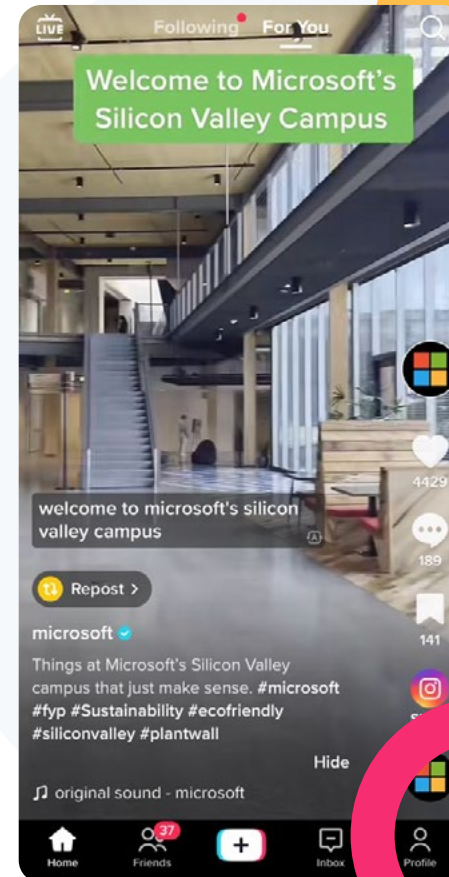 LIVE
Following
For You
Welcome to Microsoft's
Silicon Valley Campus
4429
welcome to microsoft's silicon
valley campus
189
Repost >
141
microsoft
Things at Microsoft's Silicon Valley
campus that just make sense. #microsoft
#fyp #Sustainability #ecofriendly
#siliconvalley #plantwall
Hide
original sound - microsoft
37
Home
Friends
Inbox
Profile